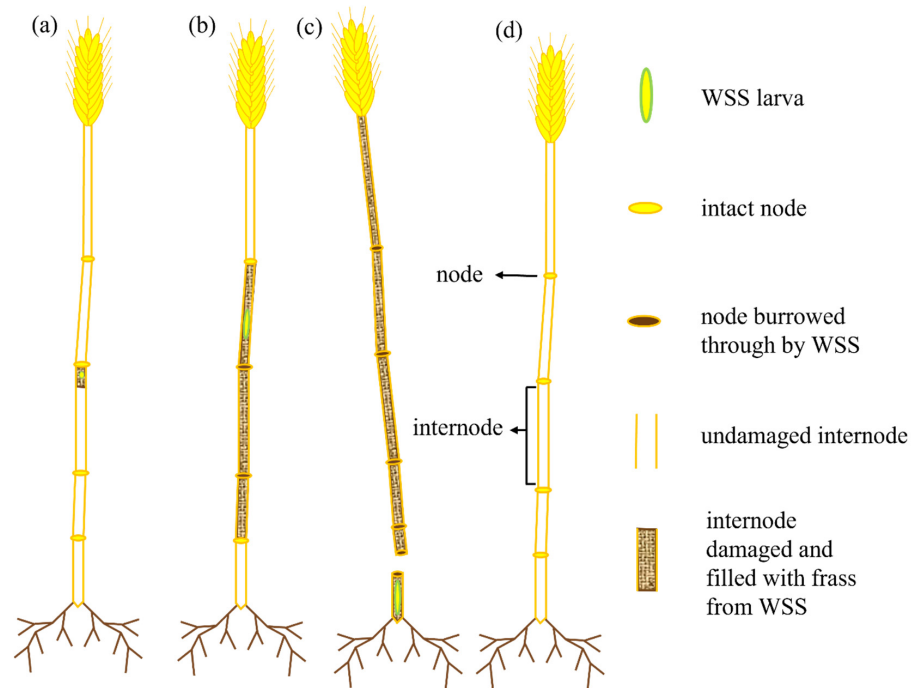 (a)
(b)
(c)
(d)
WSS larva
intact node
node
node burrowed
through by WSS
internode
undamaged internode
internode
damaged and
filled with frass
from WSS